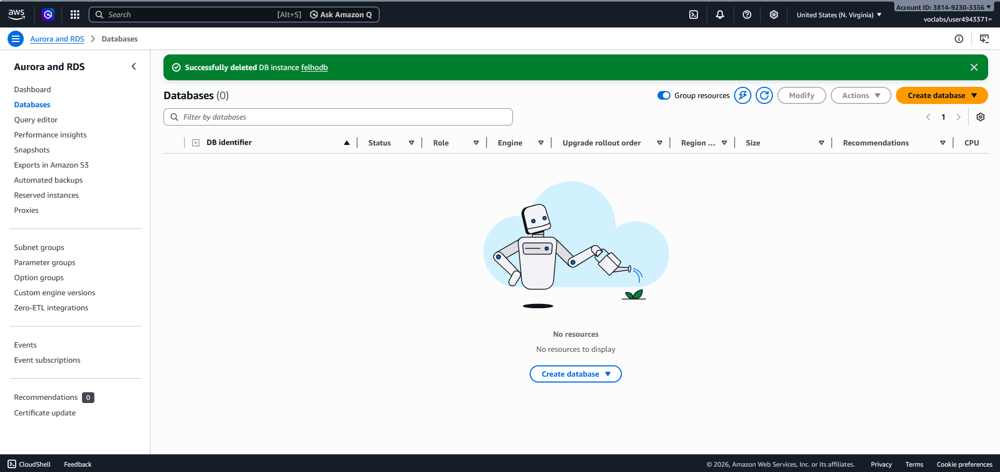 aws
Search [Alt+S] Ask Amazon Q
United States (N. Virginia)
Account ID: 3814-9230-3356
voclabs/user4943371=
Aurora and RDS
Databases
Aurora and RDS
Dashboard
Databases
Query editor
Performance insights
Snapshots
Exports in Amazon S3
Automated backups
Reserved instances
Proxies
Subnet groups
Parameter groups
Option groups
Custom engine versions
Zero-ETL integrations
Events
Event subscriptions
Recommendations 0
Certificate update
Successfully deleted DB instance felhodb
Databases (0)
Group resources
Modify
Actions
Create database
Filter by databases
1
DB identifier Status Role Engine Upgrade rollout order Region ... Size Recommendations CPU
No resources
No resources to display
Create database
CloudShell Feedback
© 2026, Amazon Web Services, Inc. or its affiliates. Privacy Terms Cookie preferences